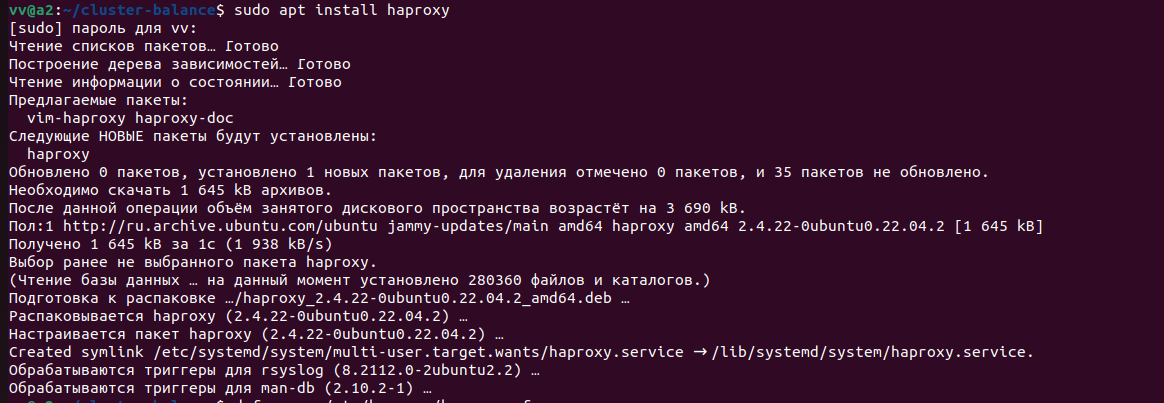 vv@a2:~/cluster-balance$ sudo apt install haproxy
[sudo] пароль для vv:
Чтение списков пакетов… Готово
Построение дерева зависимостей… Готово
Чтение информации о состоянии… Готово
Предлагаемые пакеты:
  vim-haproxy haproxy-doc
Следующие НОВЫЕ пакеты будут установлены:
  haproxy
Обновлено 0 пакетов, установлено 1 новых пакетов, для удаления отмечено 0 пакетов, и 35 пакетов не обновлено.
Необходимо скачать 1 645 kB архивов.
После данной операции объём занятого дискового пространства возрастёт на 3 690 kB.
Пол:1 http://ru.archive.ubuntu.com/ubuntu jammy-updates/main amd64 haproxy amd64 2.4.22-0ubuntu0.22.04.2 [1 645 kB]
Получено 1 645 kB за 1с (1 938 kB/s)
Выбор ранее не выбранного пакета haproxy.
(Чтение базы данных … на данный момент установлено 280360 файлов и каталогов.)
Подготовка к распаковке …/haproxy_2.4.22-0ubuntu0.22.04.2_amd64.deb …
Распаковывается haproxy (2.4.22-0ubuntu0.22.04.2) …
Настраивается пакет haproxy (2.4.22-0ubuntu0.22.04.2) …
Created symlink /etc/systemd/system/multi-user.target.wants/haproxy.service → /lib/systemd/system/haproxy.service.
Обрабатываются триггеры для rsyslog (8.2112.0-2ubuntu2.2) …
Обрабатываются триггеры для man-db (2.10.2-1) …